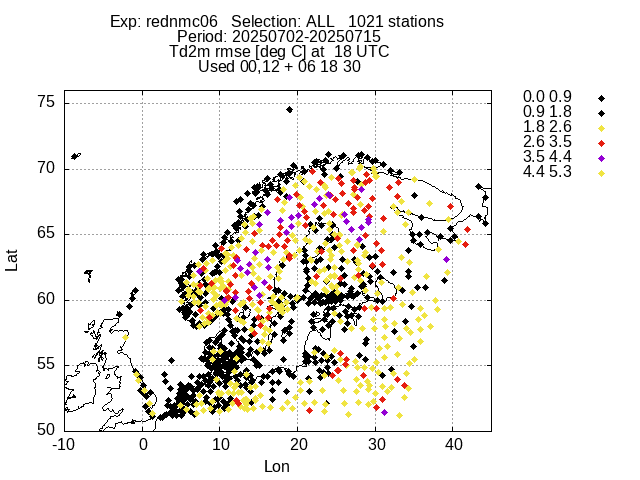 Exp: rednmc06 Selection: ALL 1021 stations
Period: 20250702-20250715
Td2m rmse [deg C] at 18 UTC
Used 00,12 + 06 18 30
0.0 0.9
0.9 1.8
1.8 2.6
2.6 3.5
3.5 4.4
4.4 5.3
75
70
65
60
55
50
Lat
-10 0 10 20 30 40
Lon